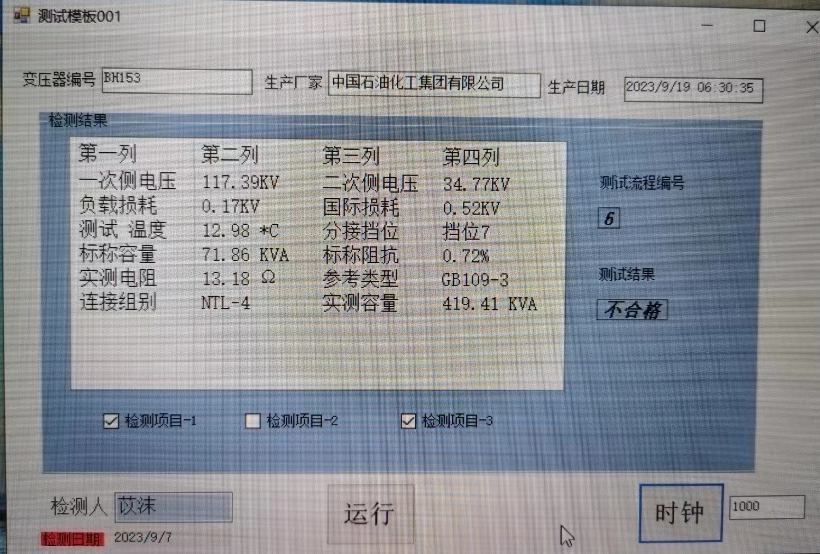 测试模板001
变压器编号 BH153 生产厂家 中国石油化工集团有限公司 生产日期 2023/9/19 06:30:35
检测结果
第一列 第二列 第三列 第四列
一次侧电压 117.39KV 二次侧电压 34.77KV
负载损耗 0.17KV 国际损耗 0.52KV
测试 温度 12.98 *C 分接挡位 挡位7
标称容量 71.86 KVA 标称阻抗 0.72%
实测电阻 13.18 Ω 参考类型 GB109-3
连接组别 NTL-4 实测容量 419.41 KVA
测试流程编号
6
测试结果
不合格
检测项目-1 检测项目-2 检测项目-3
检测人 苡沫 运行 时钟 1000
检测日期 2023/9/7